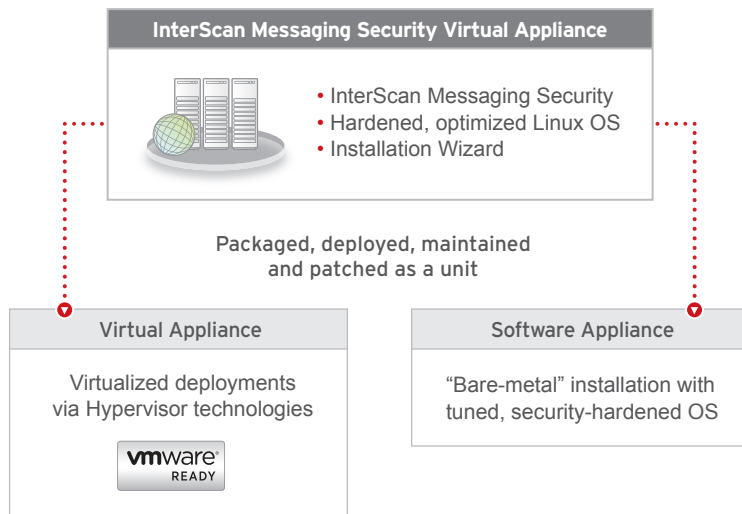 InterScan Messaging Security Virtual Appliance
• InterScan Messaging Security
• Hardened, optimized Linux OS
• Installation Wizard
Packaged, deployed, maintained
and patched as a unit
Virtual Appliance
Virtualized deployments
via Hypervisor technologies
vmware®
READY
Software Appliance
“Bare-metal” installation with
tuned, security-hardened OS